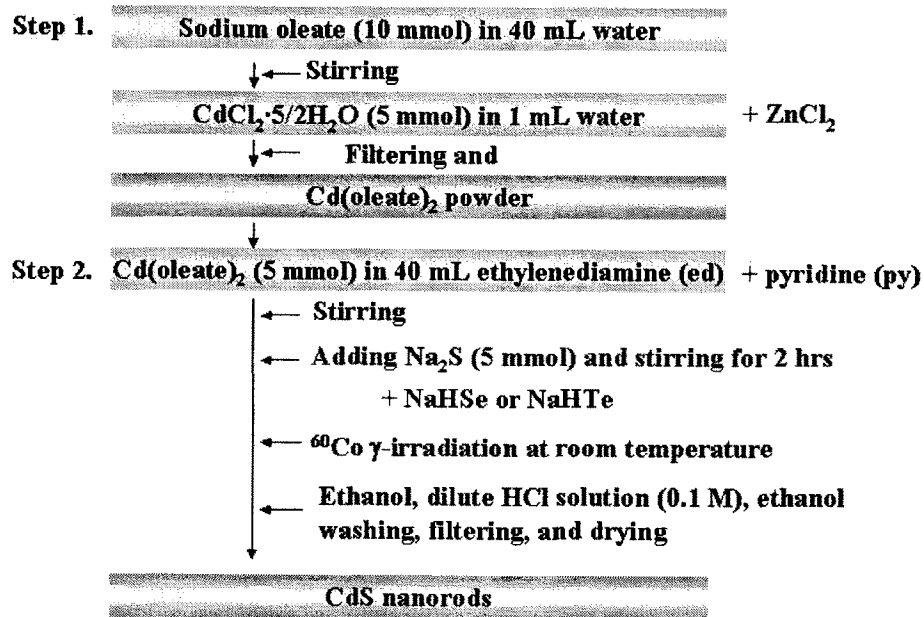 Step 1. Sodium oleate (10 mmol) in 40 mL water
Stirring
CdCl₂·5/2H₂O (5 mmol) in 1 mL water + ZnCl₂
Filtering and
Cd(oleate)₂ powder
Step 2. Cd(oleate)₂ (5 mmol) in 40 mL ethylenediamine (ed) + pyridine (py)
Stirring
Adding Na₂S (5 mmol) and stirring for 2 hrs
+ NaHSe or NaHTe
⁶⁰Co γ-irradiation at room temperature
Ethanol, dilute HCl solution (0.1 M), ethanol
washing, filtering, and drying
CdS nanorods